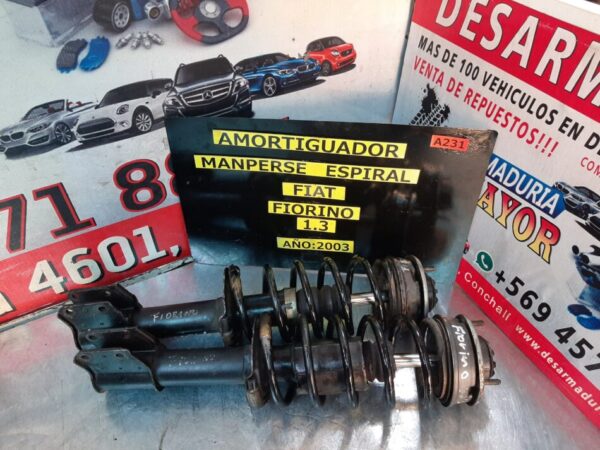 71 8
4601,
AMORTIGUADOR
A231
MANPERSE ESPIRAL
FIAT
FIORINO
1.3
AÑO:2003
DESARM
MAS DE 100 VEHICULOS EN D
VENTA DE REPUESTOS!!!
MADURIA
AYOR
Conchalí
+569 457
www.desarmadur
FIORINO
Fiorino